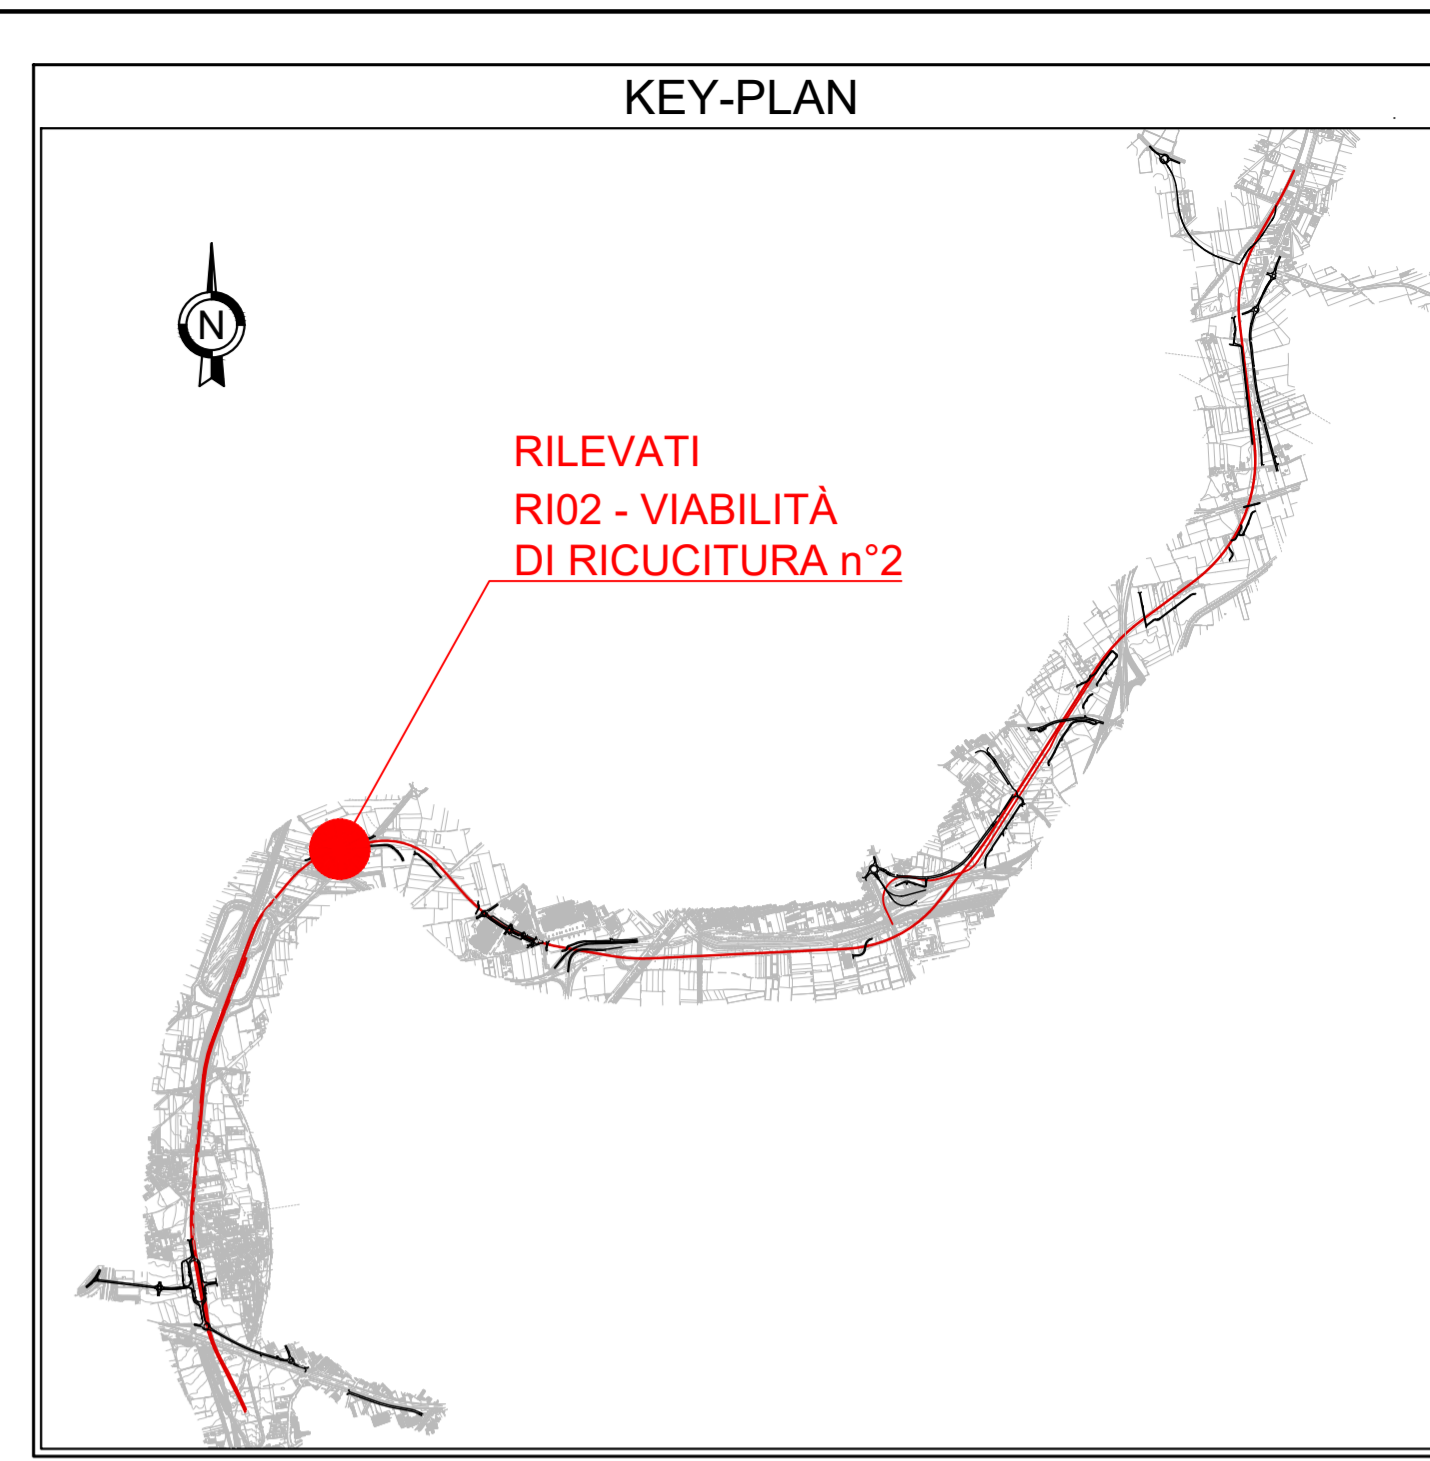 KEY-PLAN
N
RILEVATI
RI02 - VIABILITÀ
DI RICUCITURA n°2